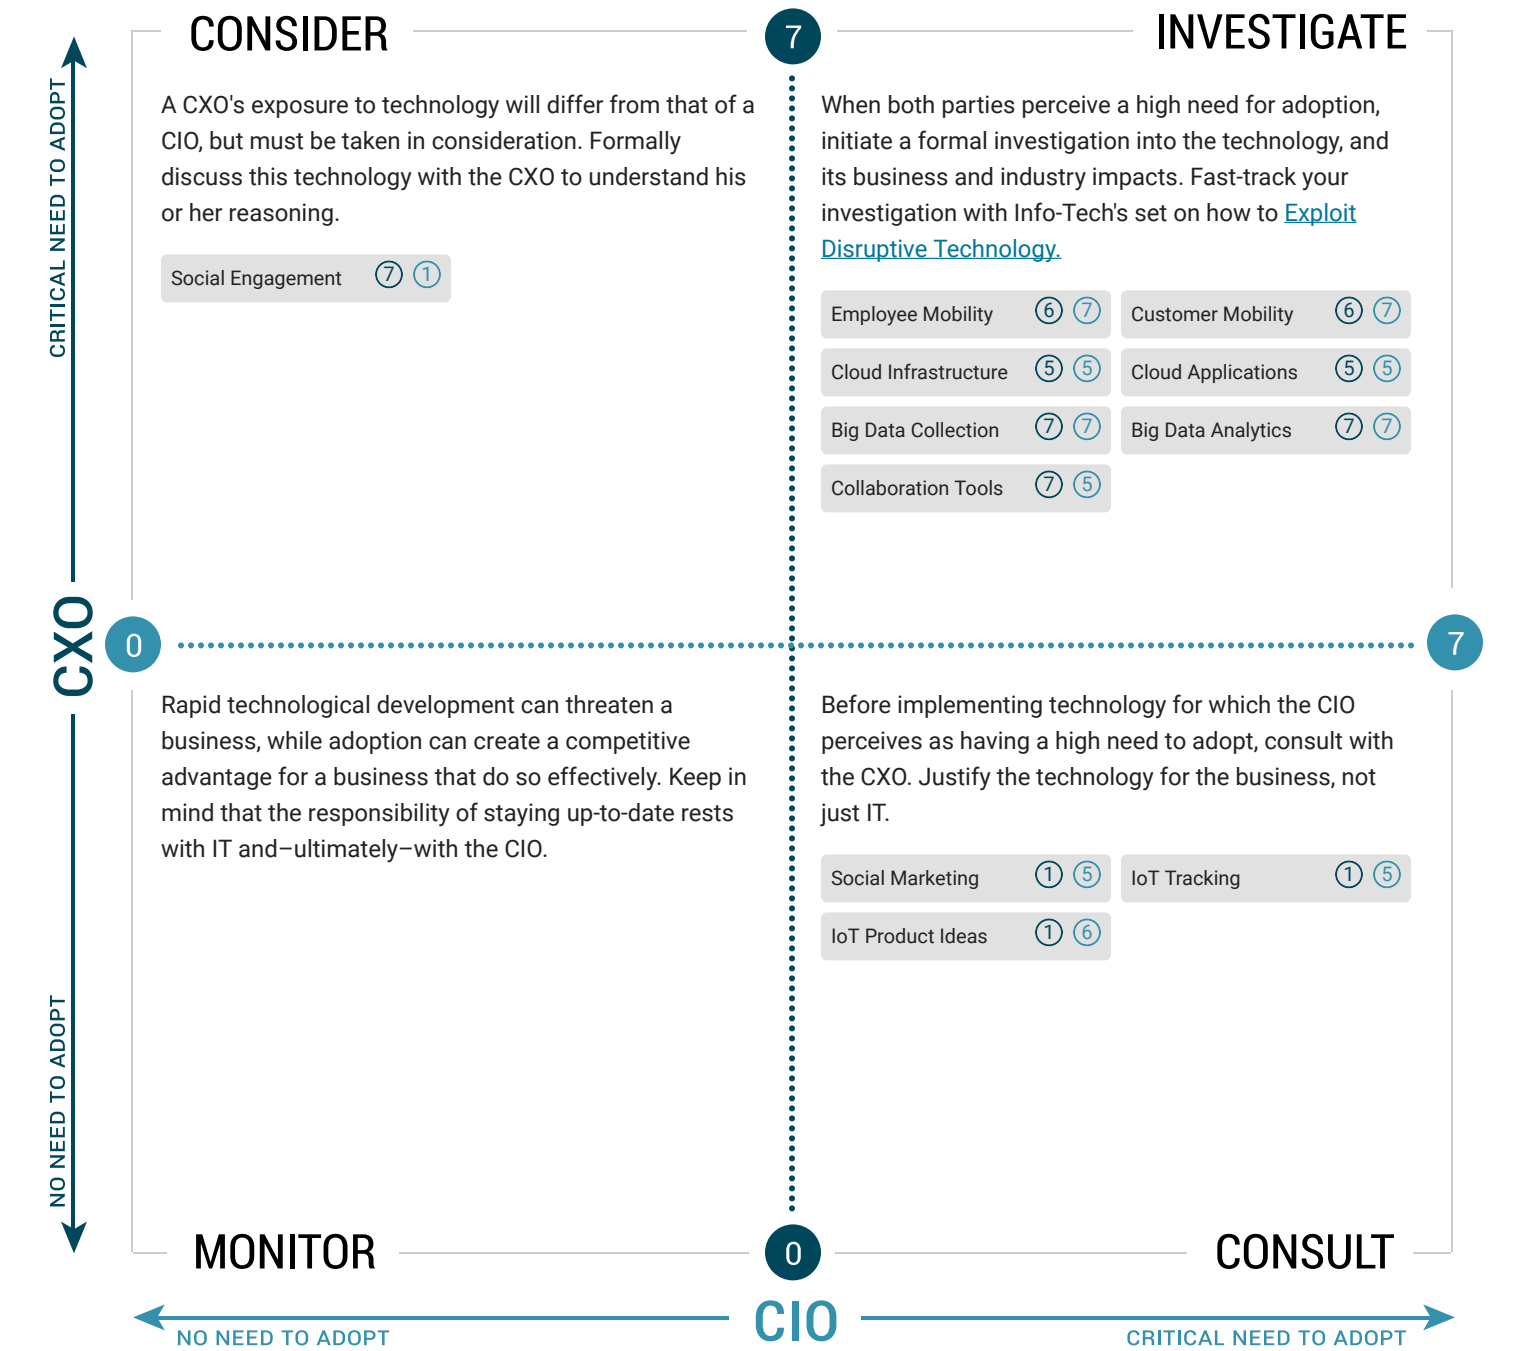 CONSIDER
7
INVESTIGATE
CRITICAL NEED TO ADOPT
A CXO's exposure to technology will differ from that of a
CIO, but must be taken in consideration. Formally
discuss this technology with the CXO to understand his
or her reasoning.
Social Engagement 7 1
When both parties perceive a high need for adoption,
initiate a formal investigation into the technology, and
its business and industry impacts. Fast-track your
investigation with Info-Tech's set on how to Exploit
Disruptive Technology.
Employee Mobility 6 7
Customer Mobility 6 7
Cloud Infrastructure 5 5
Cloud Applications 5 5
Big Data Collection 7 7
Big Data Analytics 7 7
Collaboration Tools 7 5
CXO
0
7
Rapid technological development can threaten a
business, while adoption can create a competitive
advantage for a business that do so effectively. Keep in
mind that the responsibility of staying up-to-date rests
with IT and–ultimately–with the CIO.
Before implementing technology for which the CIO
perceives as having a high need to adopt, consult with
the CXO. Justify the technology for the business, not
just IT.
Social Marketing 1 5
IoT Tracking 1 5
IoT Product Ideas 1 6
NO NEED TO ADOPT
MONITOR
0
CONSULT
NO NEED TO ADOPT
CIO
CRITICAL NEED TO ADOPT